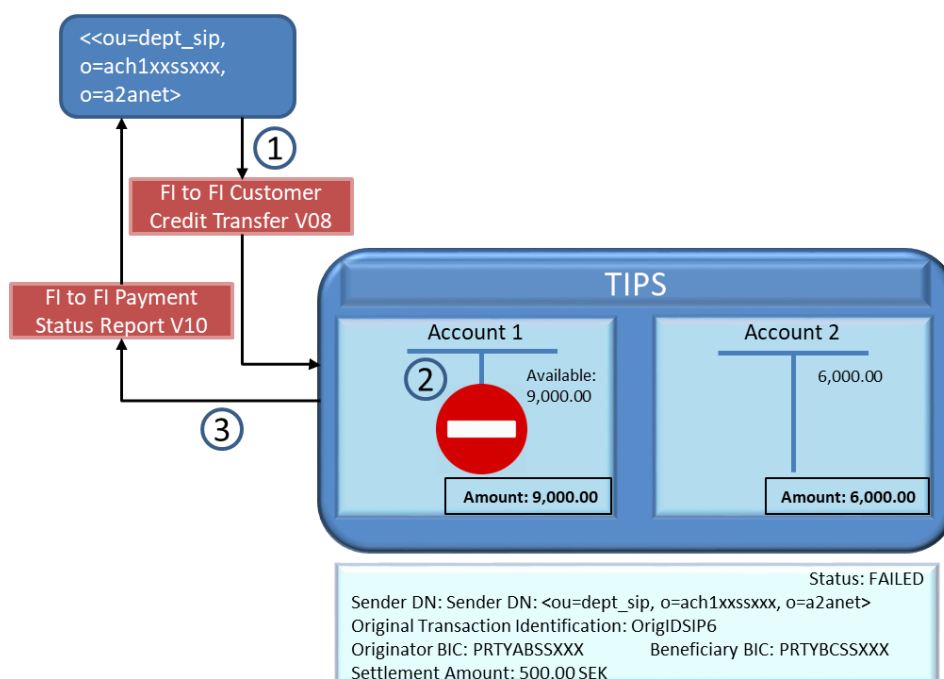 <<ou=dept_sip,
o=ach1xxssxxx,
o=a2anet>
1
FI to FI Customer
Credit Transfer V08
FI to FI Payment
Status Report V10
TIPS
Account 1
Account 2
2
Available:
9,000.00
6,000.00
3
Amount: 9,000.00
Amount: 6,000.00
Status: FAILED
Sender DN: Sender DN: <ou=dept_sip, o=ach1xxssxxx, o=a2anet>
Original Transaction Identification: OrigIDSIP6
Originator BIC: PRTYABSSXXX Beneficiary BIC: PRTYBCSSXXX
Settlement Amount: 500.00 SEK